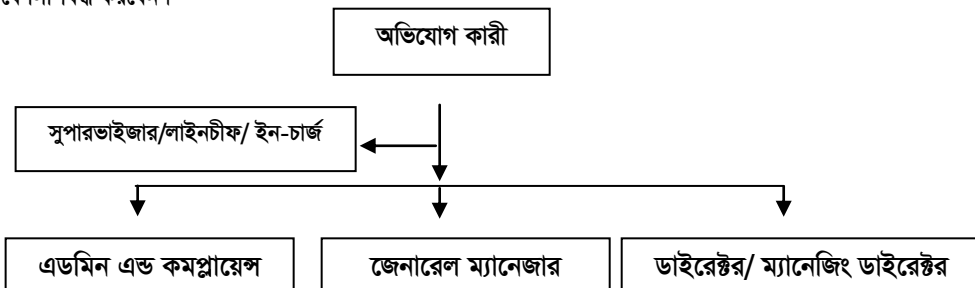 অভিযোগ কারী
সুপারভাইজার/লাইনচীফ/ ইন-চার্জ
এডমিন এন্ড কমপ্লায়েন্স
জেনারেল ম্যানেজার
ডাইরেক্টর/ ম্যানেজিং ডাইরেক্টর